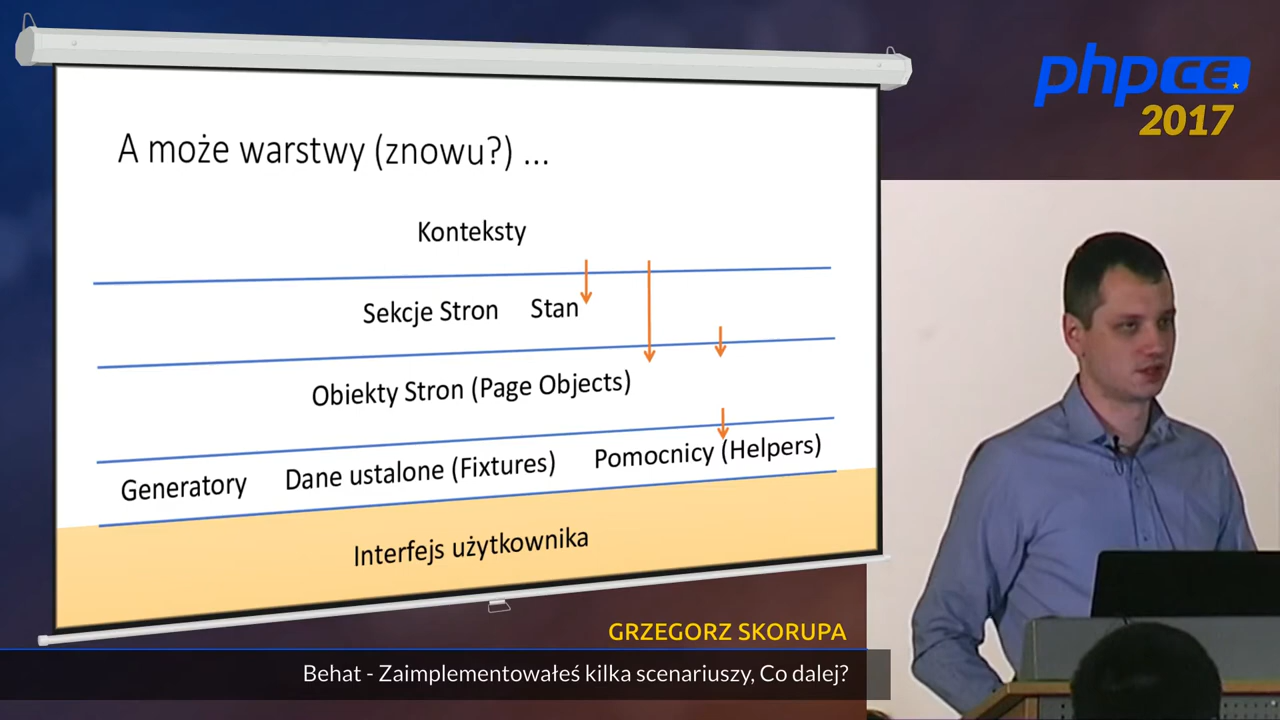 A może warstwy (znowu?) ...
Konteksty
Sekcje Stron Stan
Obiekty Stron (Page Objects)
Generatory Dane ustalone (Fixtures) Pomocnicy (Helpers)
Interfejs użytkownika
phpCE
2017
GRZEGORZ SKORUPA
Behat - Zaimplementowałeś kilka scenariuszy, Co dalej?